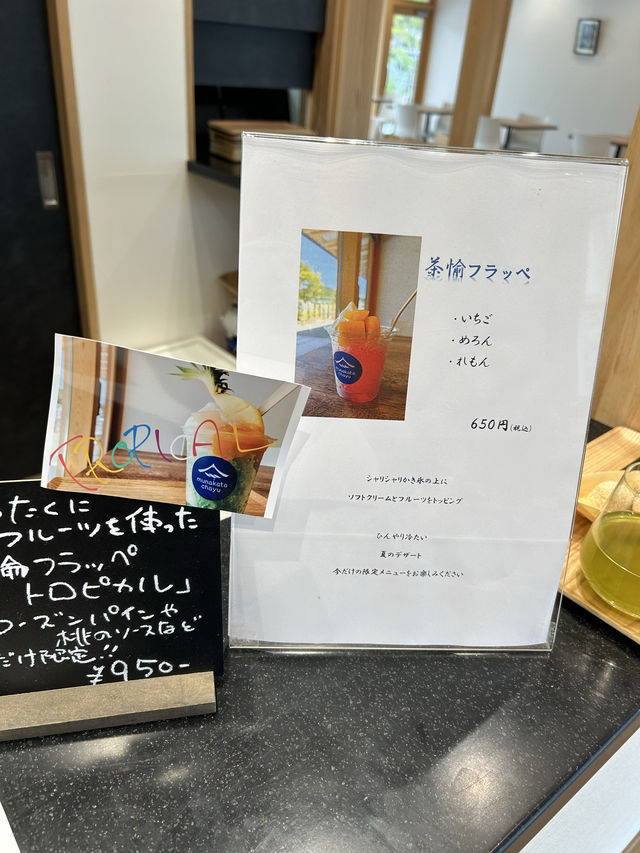 茶愉フラッペ
・いちご
・めろん
・れもん
650円(税込)
シャリシャリかき氷の上に
ソフトクリームとフルーツをトッピング
ひんやり冷たい
夏のデザート
今だけの限定メニューをお楽しみください
munakata
chayu
TROPICAL
munakata
chayu
ったくに
フルーツを使った
愉フラッペ
トロピカル」
ローズンパインや
桃のソースなど
だけ限定!!
¥950-